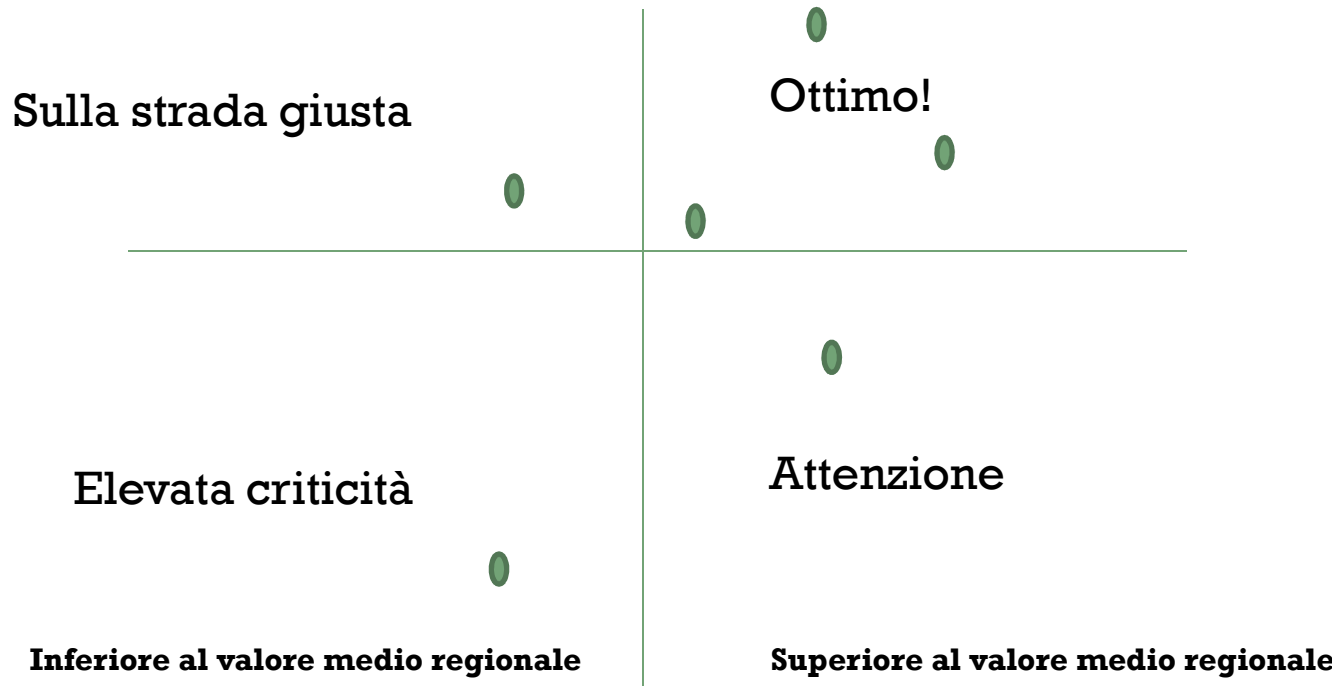 Sulla strada giusta
Ottimo!
Elevata criticità
Attenzione
Inferiore al valore medio regionale
Superiore al valore medio regionale